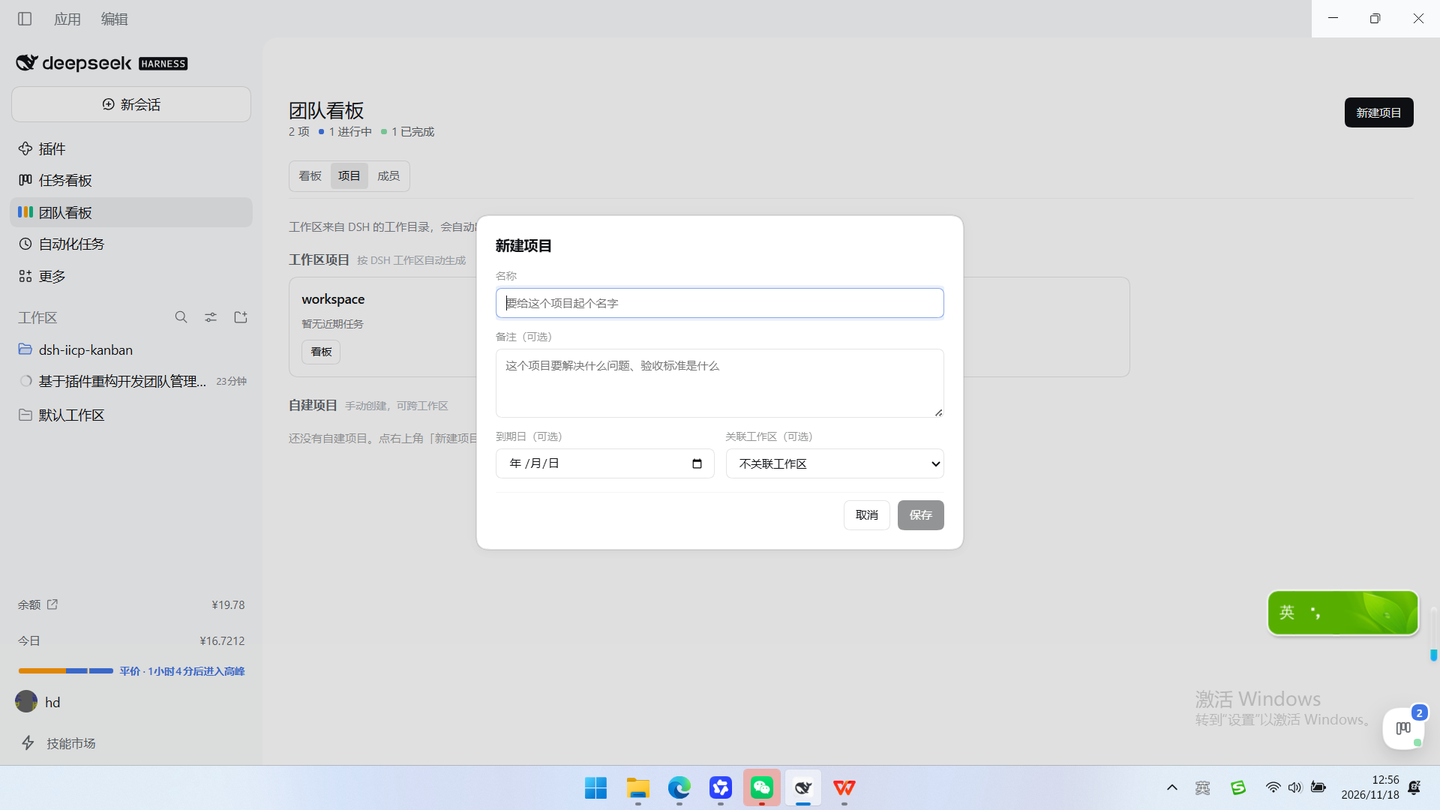 应用 编辑
deepseek HARNESS
新会话
插件
任务看板
团队看板
自动化任务
更多
工作区
dsh-iicp-kanban
基于插件重构开发团队管理... 23分钟
默认工作区
余额 ¥19.78
今日 ¥16.7212
平价 · 1小时4分后进入高峰
hd
技能市场
团队看板
2 项 1 进行中 1 已完成
新建项目
看板 项目 成员
工作区来自 DSH 的工作目录，会自动
工作区项目 按 DSH 工作区自动生成
workspace
暂无近期任务
看板
自建项目 手动创建，可跨工作区
还没有自建项目。点右上角「新建项目
新建项目
名称
要给这个项目起个名字
备注（可选）
这个项目要解决什么问题、验收标准是什么
到期日（可选） 关联工作区（可选）
年 /月/日 不关联工作区
取消 保存
英 •,
激活 Windows
转到"设置"以激活 Windows。
2
英
12:56
2026/11/18